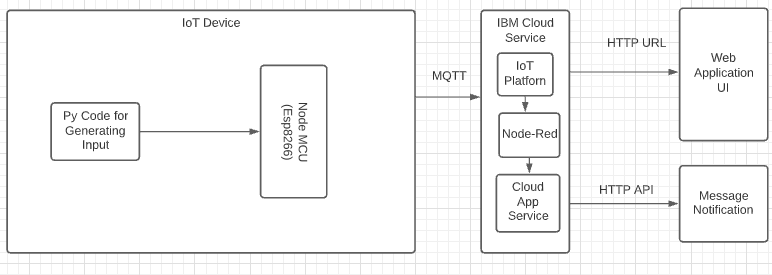 IoT Device
Py Code for
Generating
Input
Node MCU
(Esp8266)
MQTT
IBM Cloud
Service
IoT
Platforn
Node-Red
Cloud
App
Service
HTTP URL
Web
Application
UI
HTTP API
Message
Notification